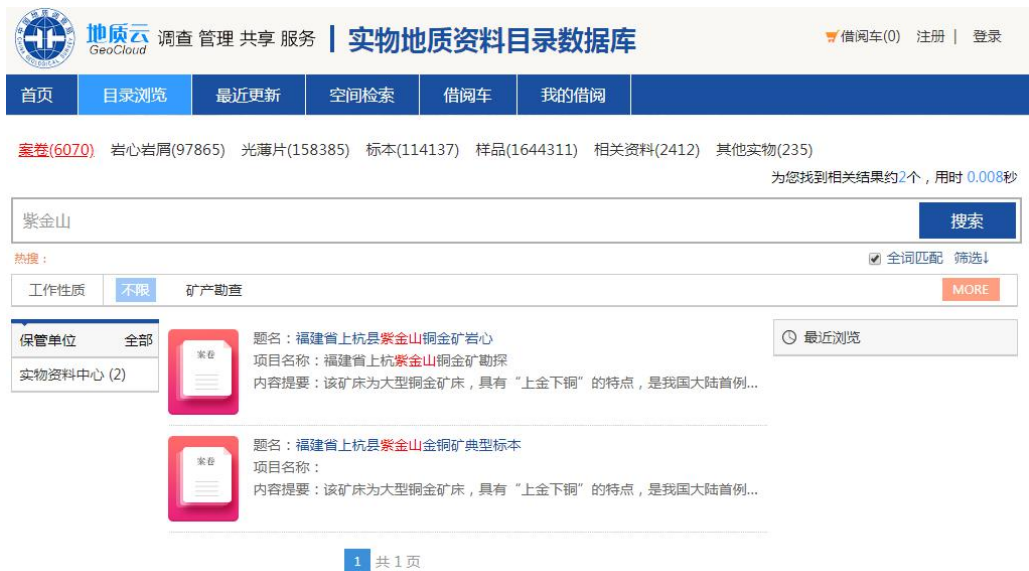 地质云 调查 管理 共享 服务 | 实物地质资料目录数据库 借阅车(0) 注册 | 登录
GeoCloud
首页 目录浏览 最近更新 空间检索 借阅车 我的借阅
案卷(6070) 岩心岩屑(97865) 光薄片(158385) 标本(114137) 样品(1644311) 相关资料(2412) 其他实物(235)
为您找到相关结果约2个，用时 0.008秒
紫金山 搜索
热搜： 全词匹配 筛选↓
工作性质 不限 矿产勘查 MORE
保管单位 全部
实物资料中心 (2)
案卷
题名：福建省上杭县紫金山铜金矿岩心
项目名称：福建省上杭紫金山铜金矿勘探
内容提要：该矿床为大型铜金矿床，具有“上金下铜”的特点，是我国大陆首例...
案卷
题名：福建省上杭县紫金山金铜矿典型标本
项目名称：
内容提要：该矿床为大型铜金矿床，具有“上金下铜”的特点，是我国大陆首例...
最近浏览
1 共 1 页